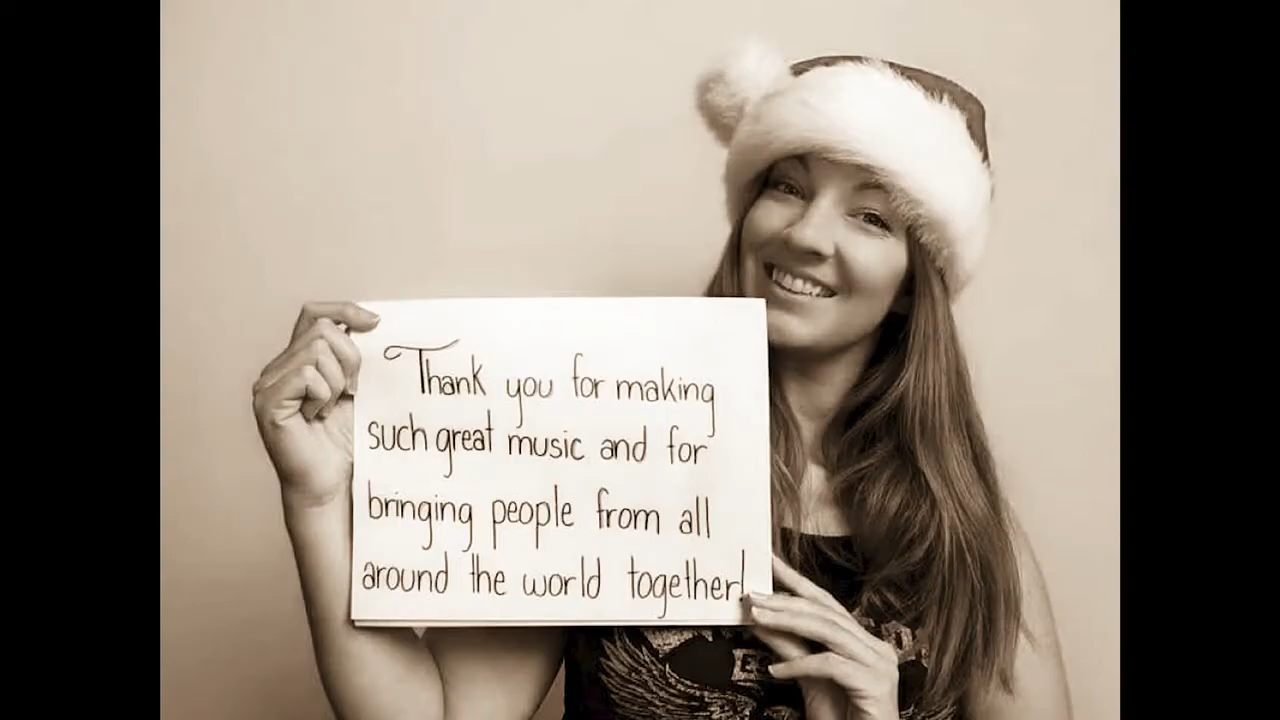 Thank you for making
such great music and for
bringing people from all
around the world together!